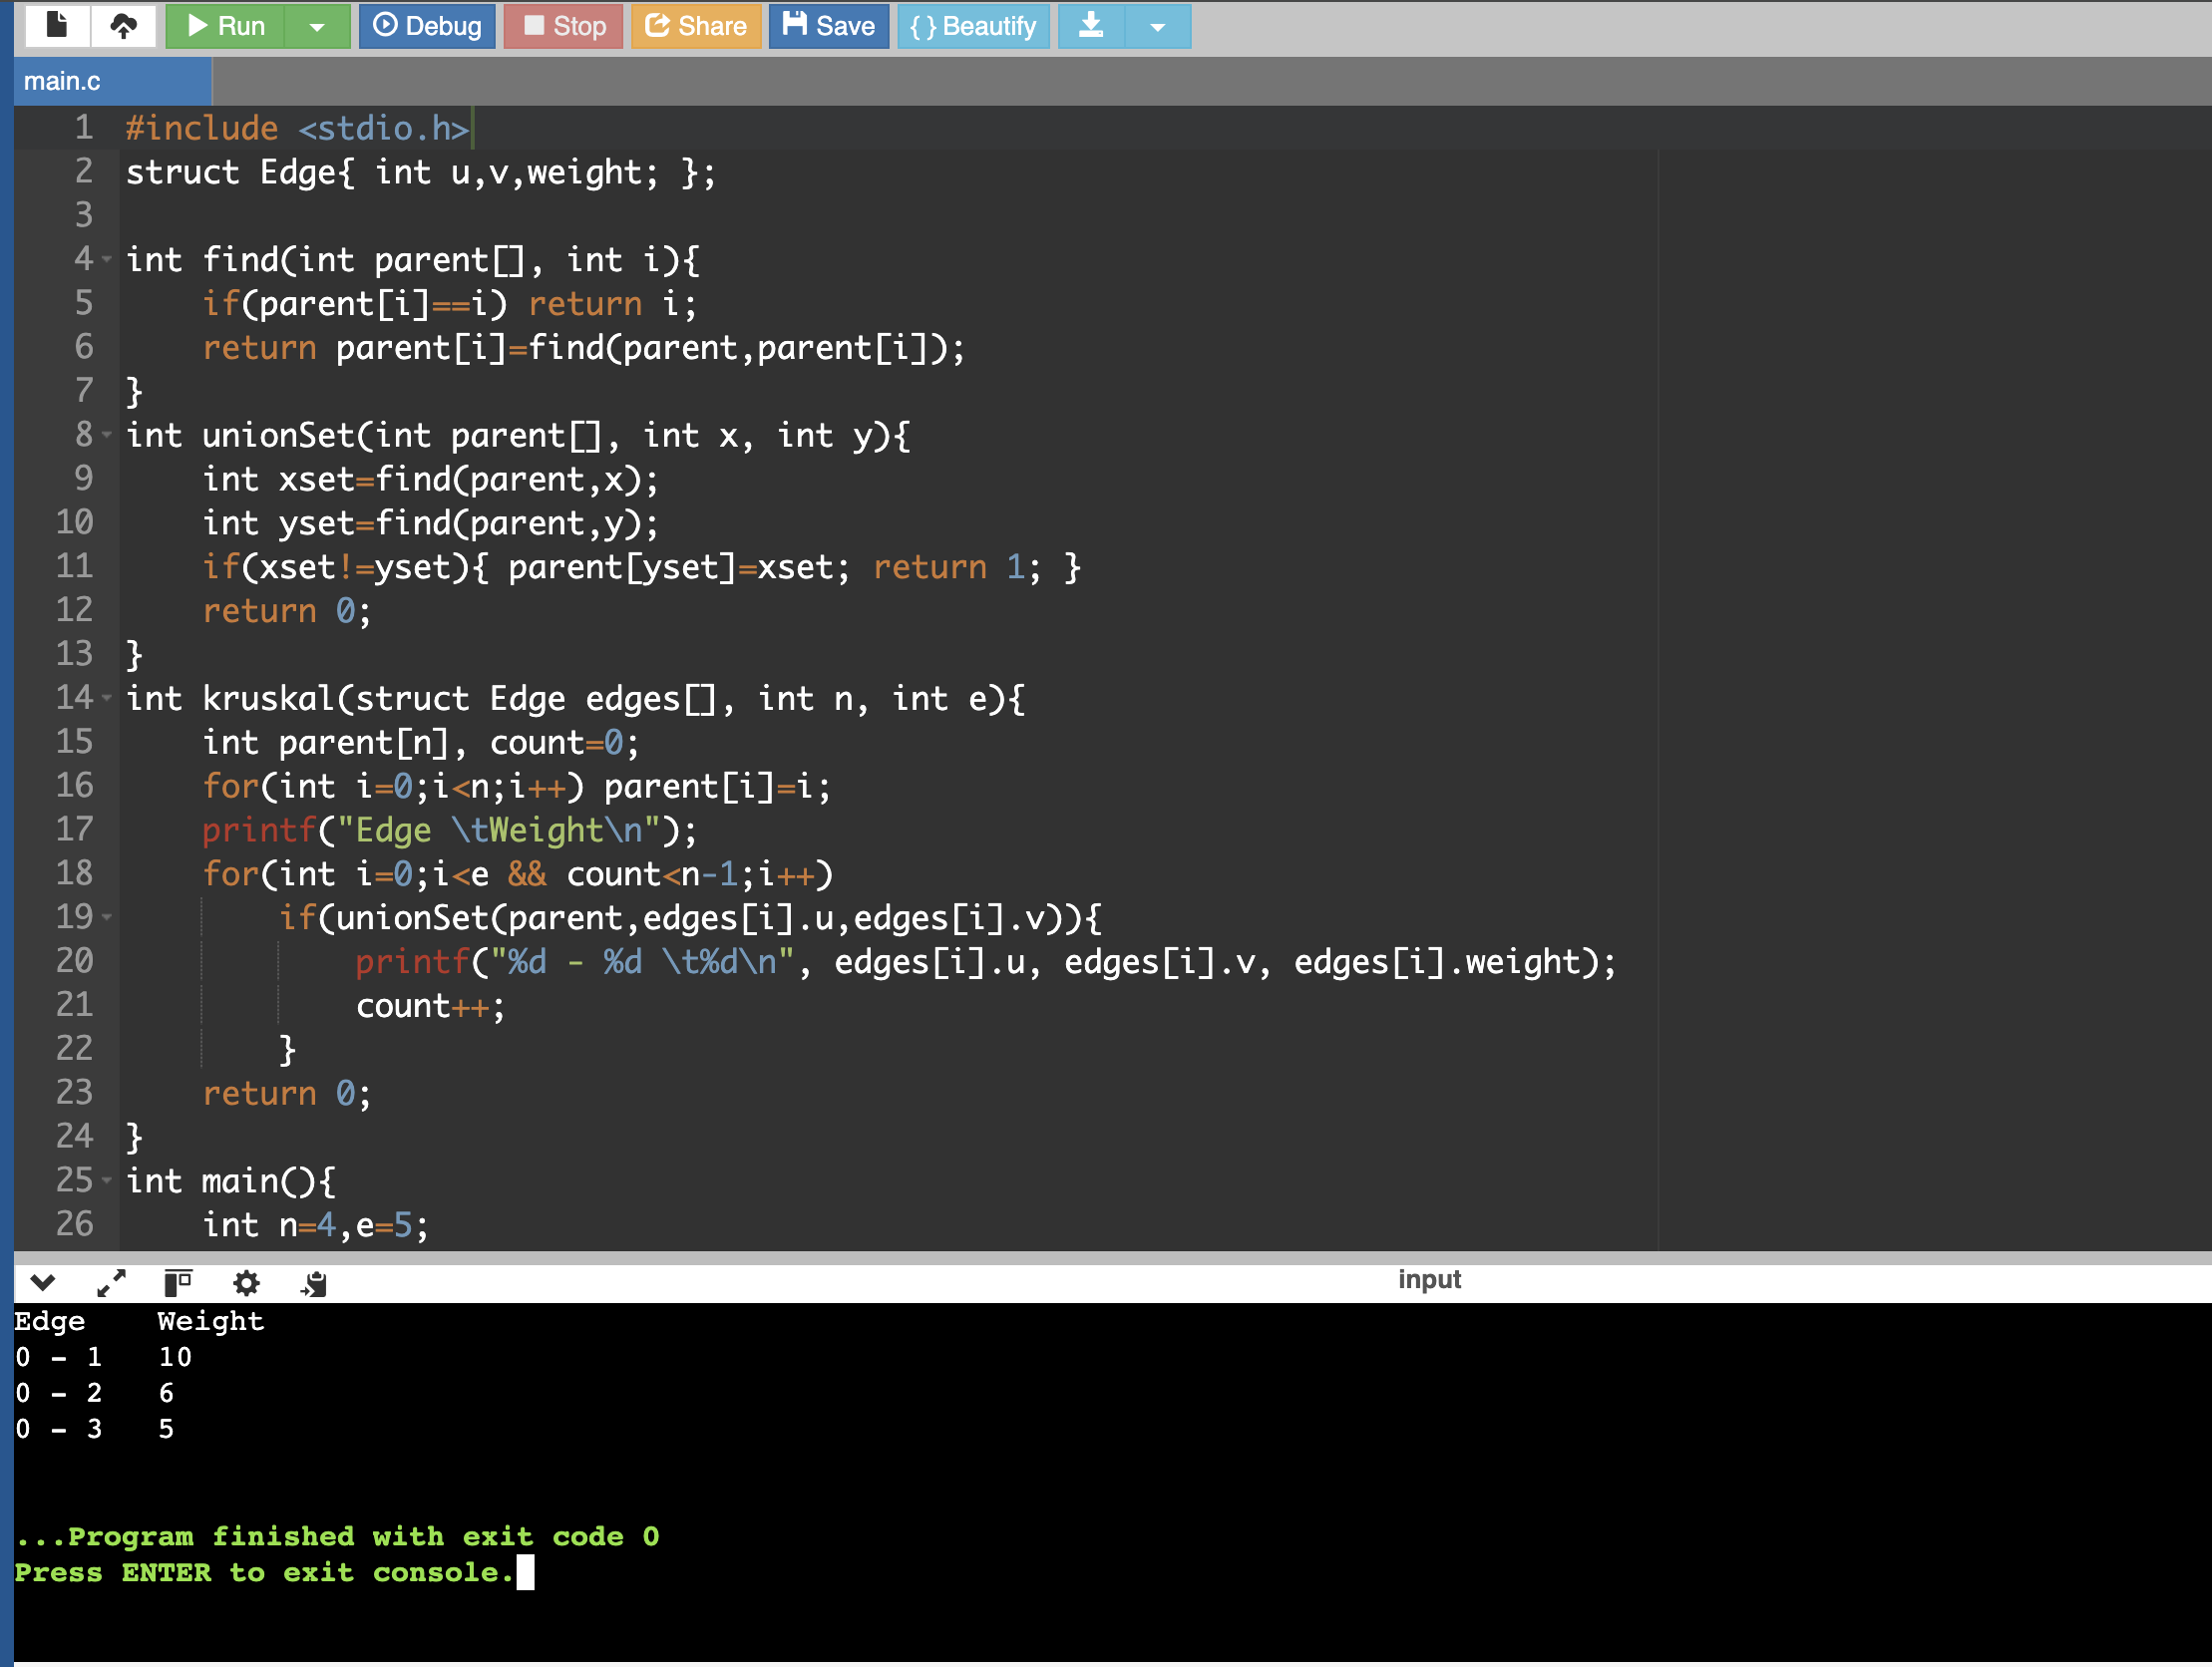 Run Debug Stop Share Save { } Beautify
main.c
1 #include <stdio.h>
2 struct Edge{ int u,v,weight; };
3
4 int find(int parent[], int i){
5     if(parent[i]==i) return i;
6     return parent[i]=find(parent,parent[i]);
7 }
8 int unionSet(int parent[], int x, int y){
9     int xset=find(parent,x);
10     int yset=find(parent,y);
11     if(xset!=yset){ parent[yset]=xset; return 1; }
12     return 0;
13 }
14 int kruskal(struct Edge edges[], int n, int e){
15     int parent[n], count=0;
16     for(int i=0;i<n;i++) parent[i]=i;
17     printf("Edge \tWeight\n");
18     for(int i=0;i<e && count<n-1;i++)
19         if(unionSet(parent,edges[i].u,edges[i].v)){
20             printf("%d - %d \t%d\n", edges[i].u, edges[i].v, edges[i].weight);
21             count++;
22         }
23     return 0;
24 }
25 int main(){
26     int n=4,e=5;
input
Edge    Weight
0 - 1   10
0 - 2   6
0 - 3   5
...Program finished with exit code 0
Press ENTER to exit console.